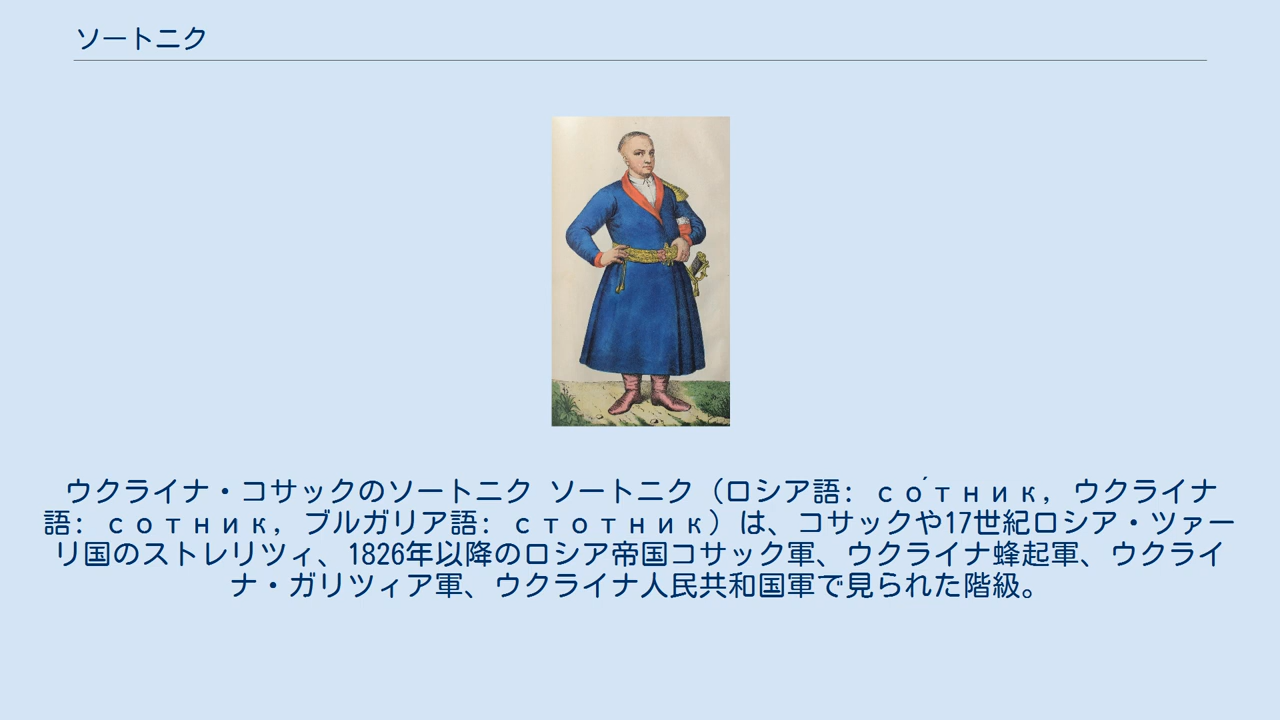 ソートニク
ウクライナ・コサックのソートニク ソートニク（ロシア語: со́тник, ウクライナ
語: сотник, ブルガリア語: стотник）は、コサックや17世紀ロシア・ツァー
リ国のストレリツィ、1826年以降のロシア帝国コサック軍、ウクライナ蜂起軍、ウクライ
ナ・ガリツィア軍、ウクライナ人民共和国軍で見られた階級。